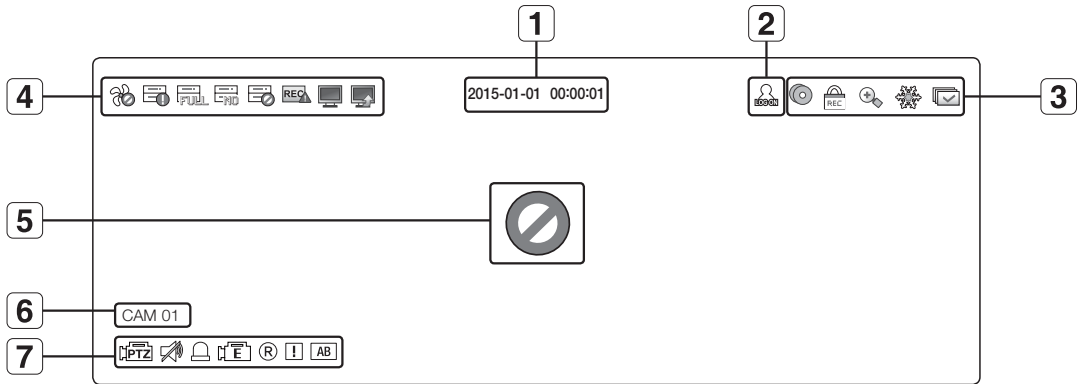 1
2
4
FULL
NO
REC
2015-01-01 00:00:01
LOG ON
REC
3
5
6
CAM 01
7
PTZ
E
R
!
AB